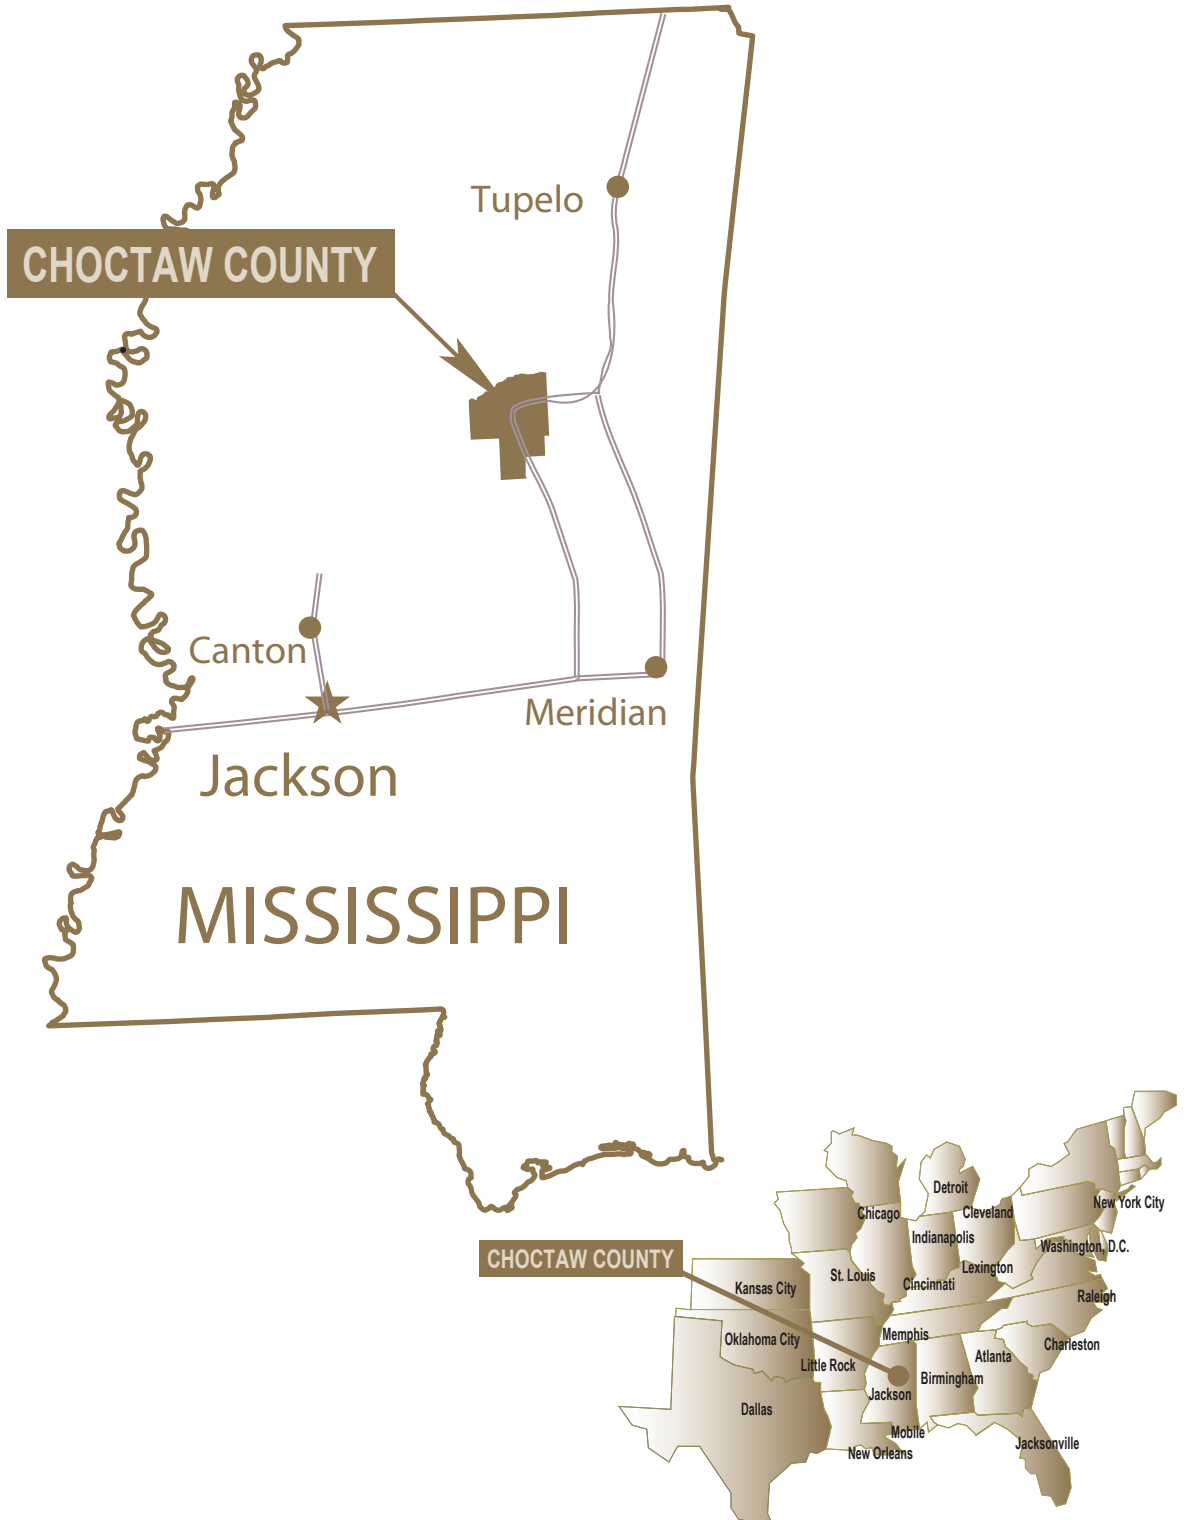 Tupelo
CHOCTAW COUNTY
Canton
Meridian
Jackson
MISSISSIPPI
Detroit
New York City
Chicago
Cleveland
Indianapolis
Washington, D.C.
CHOCTAW COUNTY
Lexington
St. Louis
Cincinnati
Kansas City
Raleigh
Memphis
Oklahoma City
Charleston
Atlanta
Little Rock
Birmingham
Jackson
Dallas
Mobile
Jacksonville
New Orleans